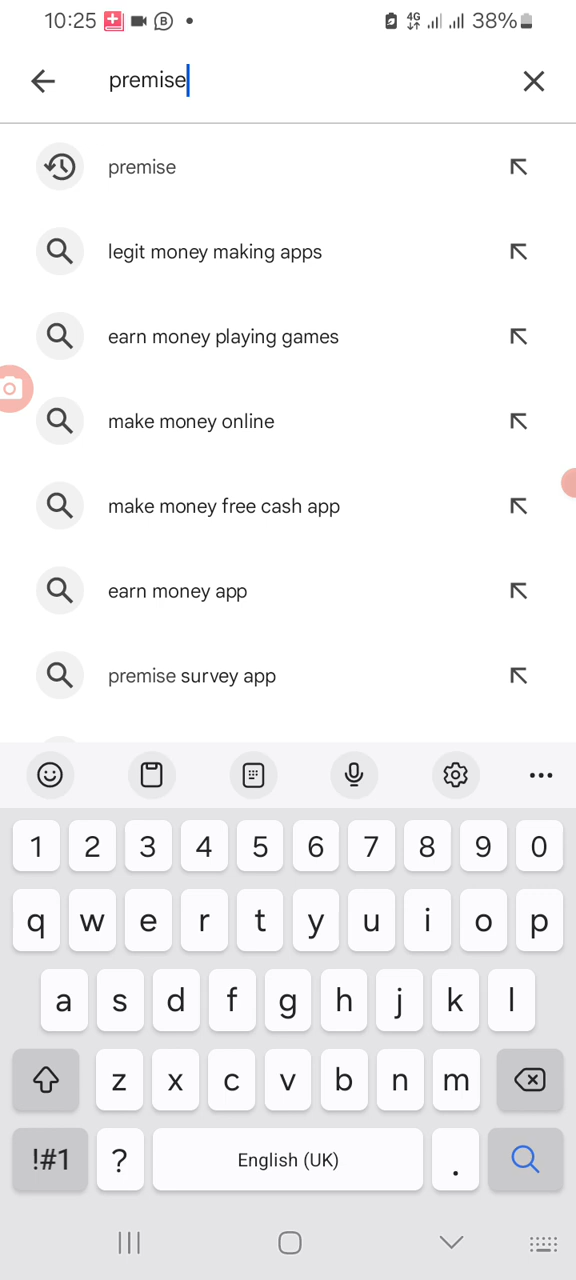 10:25 4G 38%
premise
premise
legit money making apps
earn money playing games
make money online
make money free cash app
earn money app
premise survey app
1 2 3 4 5 6 7 8 9 0
q w e r t y u i o p
a s d f g h j k l
z x c v b n m
!#1 ? English (UK) .